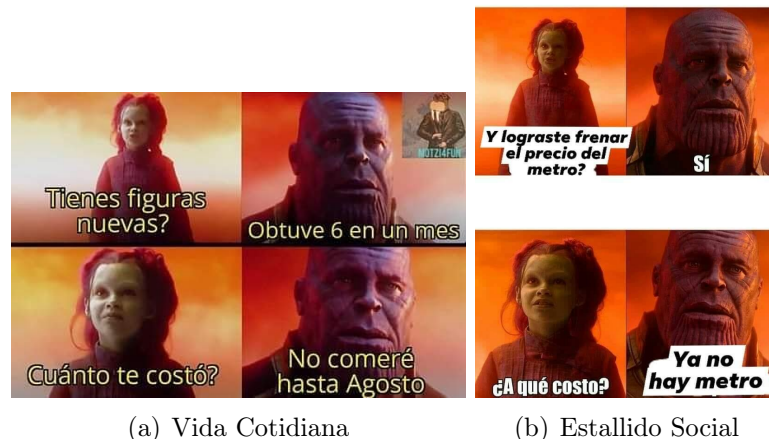 Tienes figuras
nuevas?
MOTZI4FUN
Obtuve 6 en un mes
Cuánto te costó?
No comeré
hasta Agosto
(a) Vida Cotidiana
Y lograste frenar
el precio del
metro?
Sí
¿A qué costo?
Ya no
hay metro
(b) Estallido Social